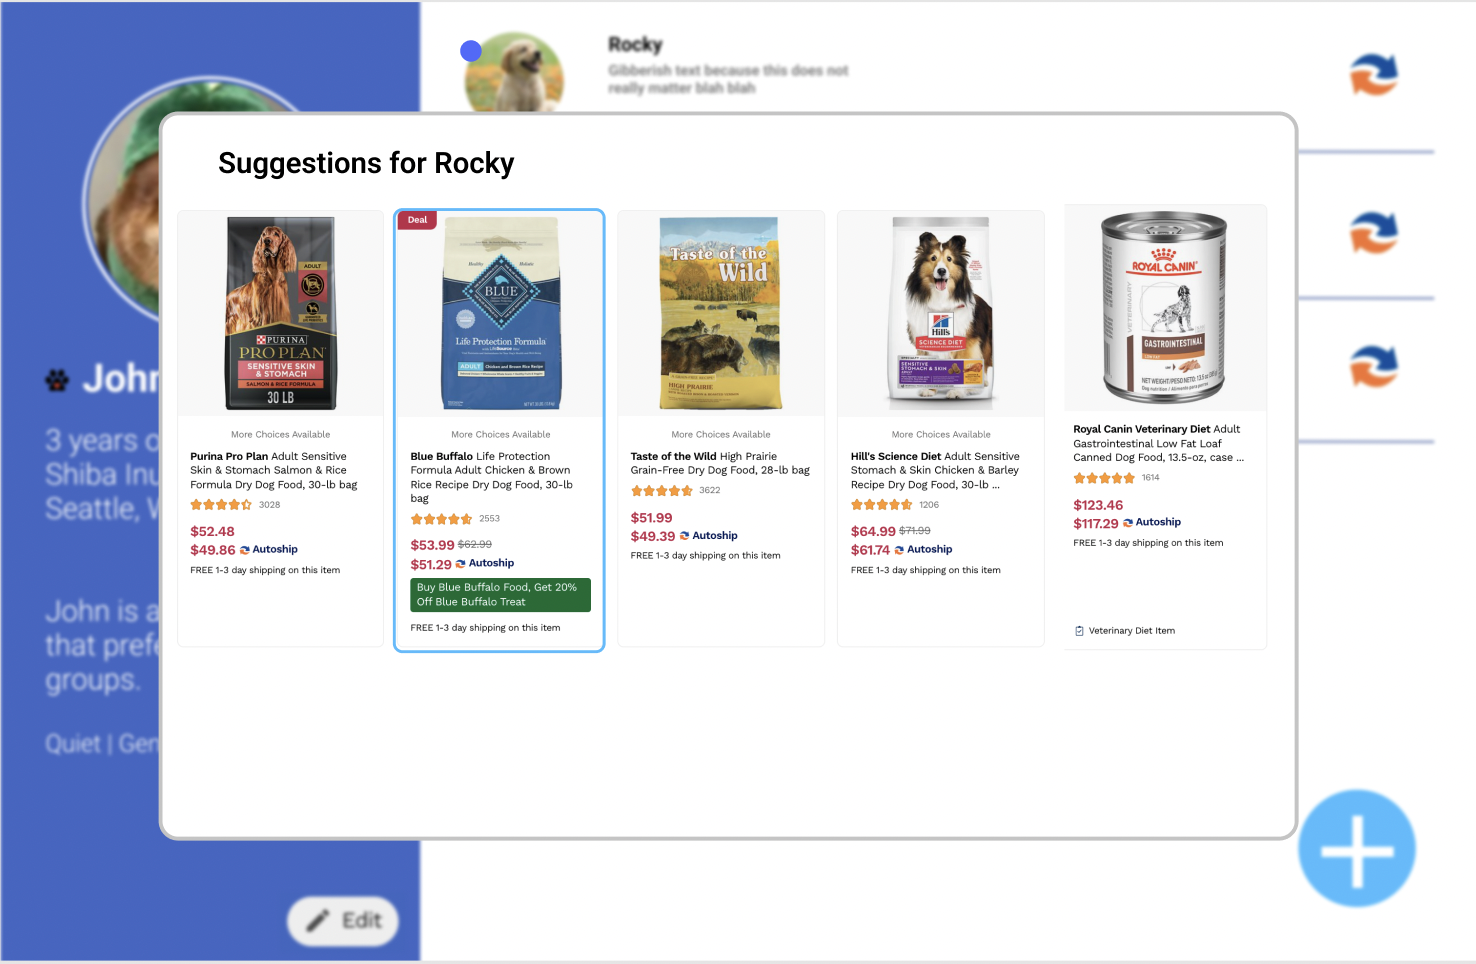 Rocky
Gibberish text because this does not
really matter blah blah
Suggestions for Rocky
ADULT
PURINA
PRO PLAN
SENSITIVE SKIN
& STOMACH
SALMON & RICE FORMULA
30 LB
More Choices Available
Purina Pro Plan Adult Sensitive
Skin & Stomach Salmon & Rice
Formula Dry Dog Food, 30-lb bag
3028
$52.48
$49.86 Autoship
FREE 1-3 day shipping on this item
Deal
Healthy Holistic
BLUE
Life Protection Formula
ADULT Chicken and Brown Rice Recipe
More Choices Available
Blue Buffalo Life Protection
Formula Adult Chicken & Brown
Rice Recipe Dry Dog Food, 30-lb
bag
2553
$53.99 $62.99
$51.29 Autoship
Buy Blue Buffalo Food, Get 20%
Off Blue Buffalo Treat
FREE 1-3 day shipping on this item
Taste of the
Wild
HIGH PRAIRIE
More Choices Available
Taste of the Wild High Prairie
Grain-Free Dry Dog Food, 28-lb bag
3622
$51.99
$49.39 Autoship
FREE 1-3 day shipping on this item
Hill's
SCIENCE DIET
SENSITIVE
STOMACH & SKIN
More Choices Available
Hill's Science Diet Adult Sensitive
Stomach & Skin Chicken & Barley
Recipe Dry Dog Food, 30-lb ...
1206
$64.99 $71.99
$61.74 Autoship
FREE 1-3 day shipping on this item
ROYAL CANIN
VETERINARY
GASTROINTESTINAL
LOW FAT
NET WEIGHT/PESO NETO: 13.5 oz
Royal Canin Veterinary Diet Adult
Gastrointestinal Low Fat Loaf
Canned Dog Food, 13.5-oz, case ...
1614
$123.46
$117.29 Autoship
FREE 1-3 day shipping on this item
Veterinary Diet Item
John
3 years o
Shiba Inu
Seattle, W
John is a
that prefe
groups.
Quiet | Gen
Edit